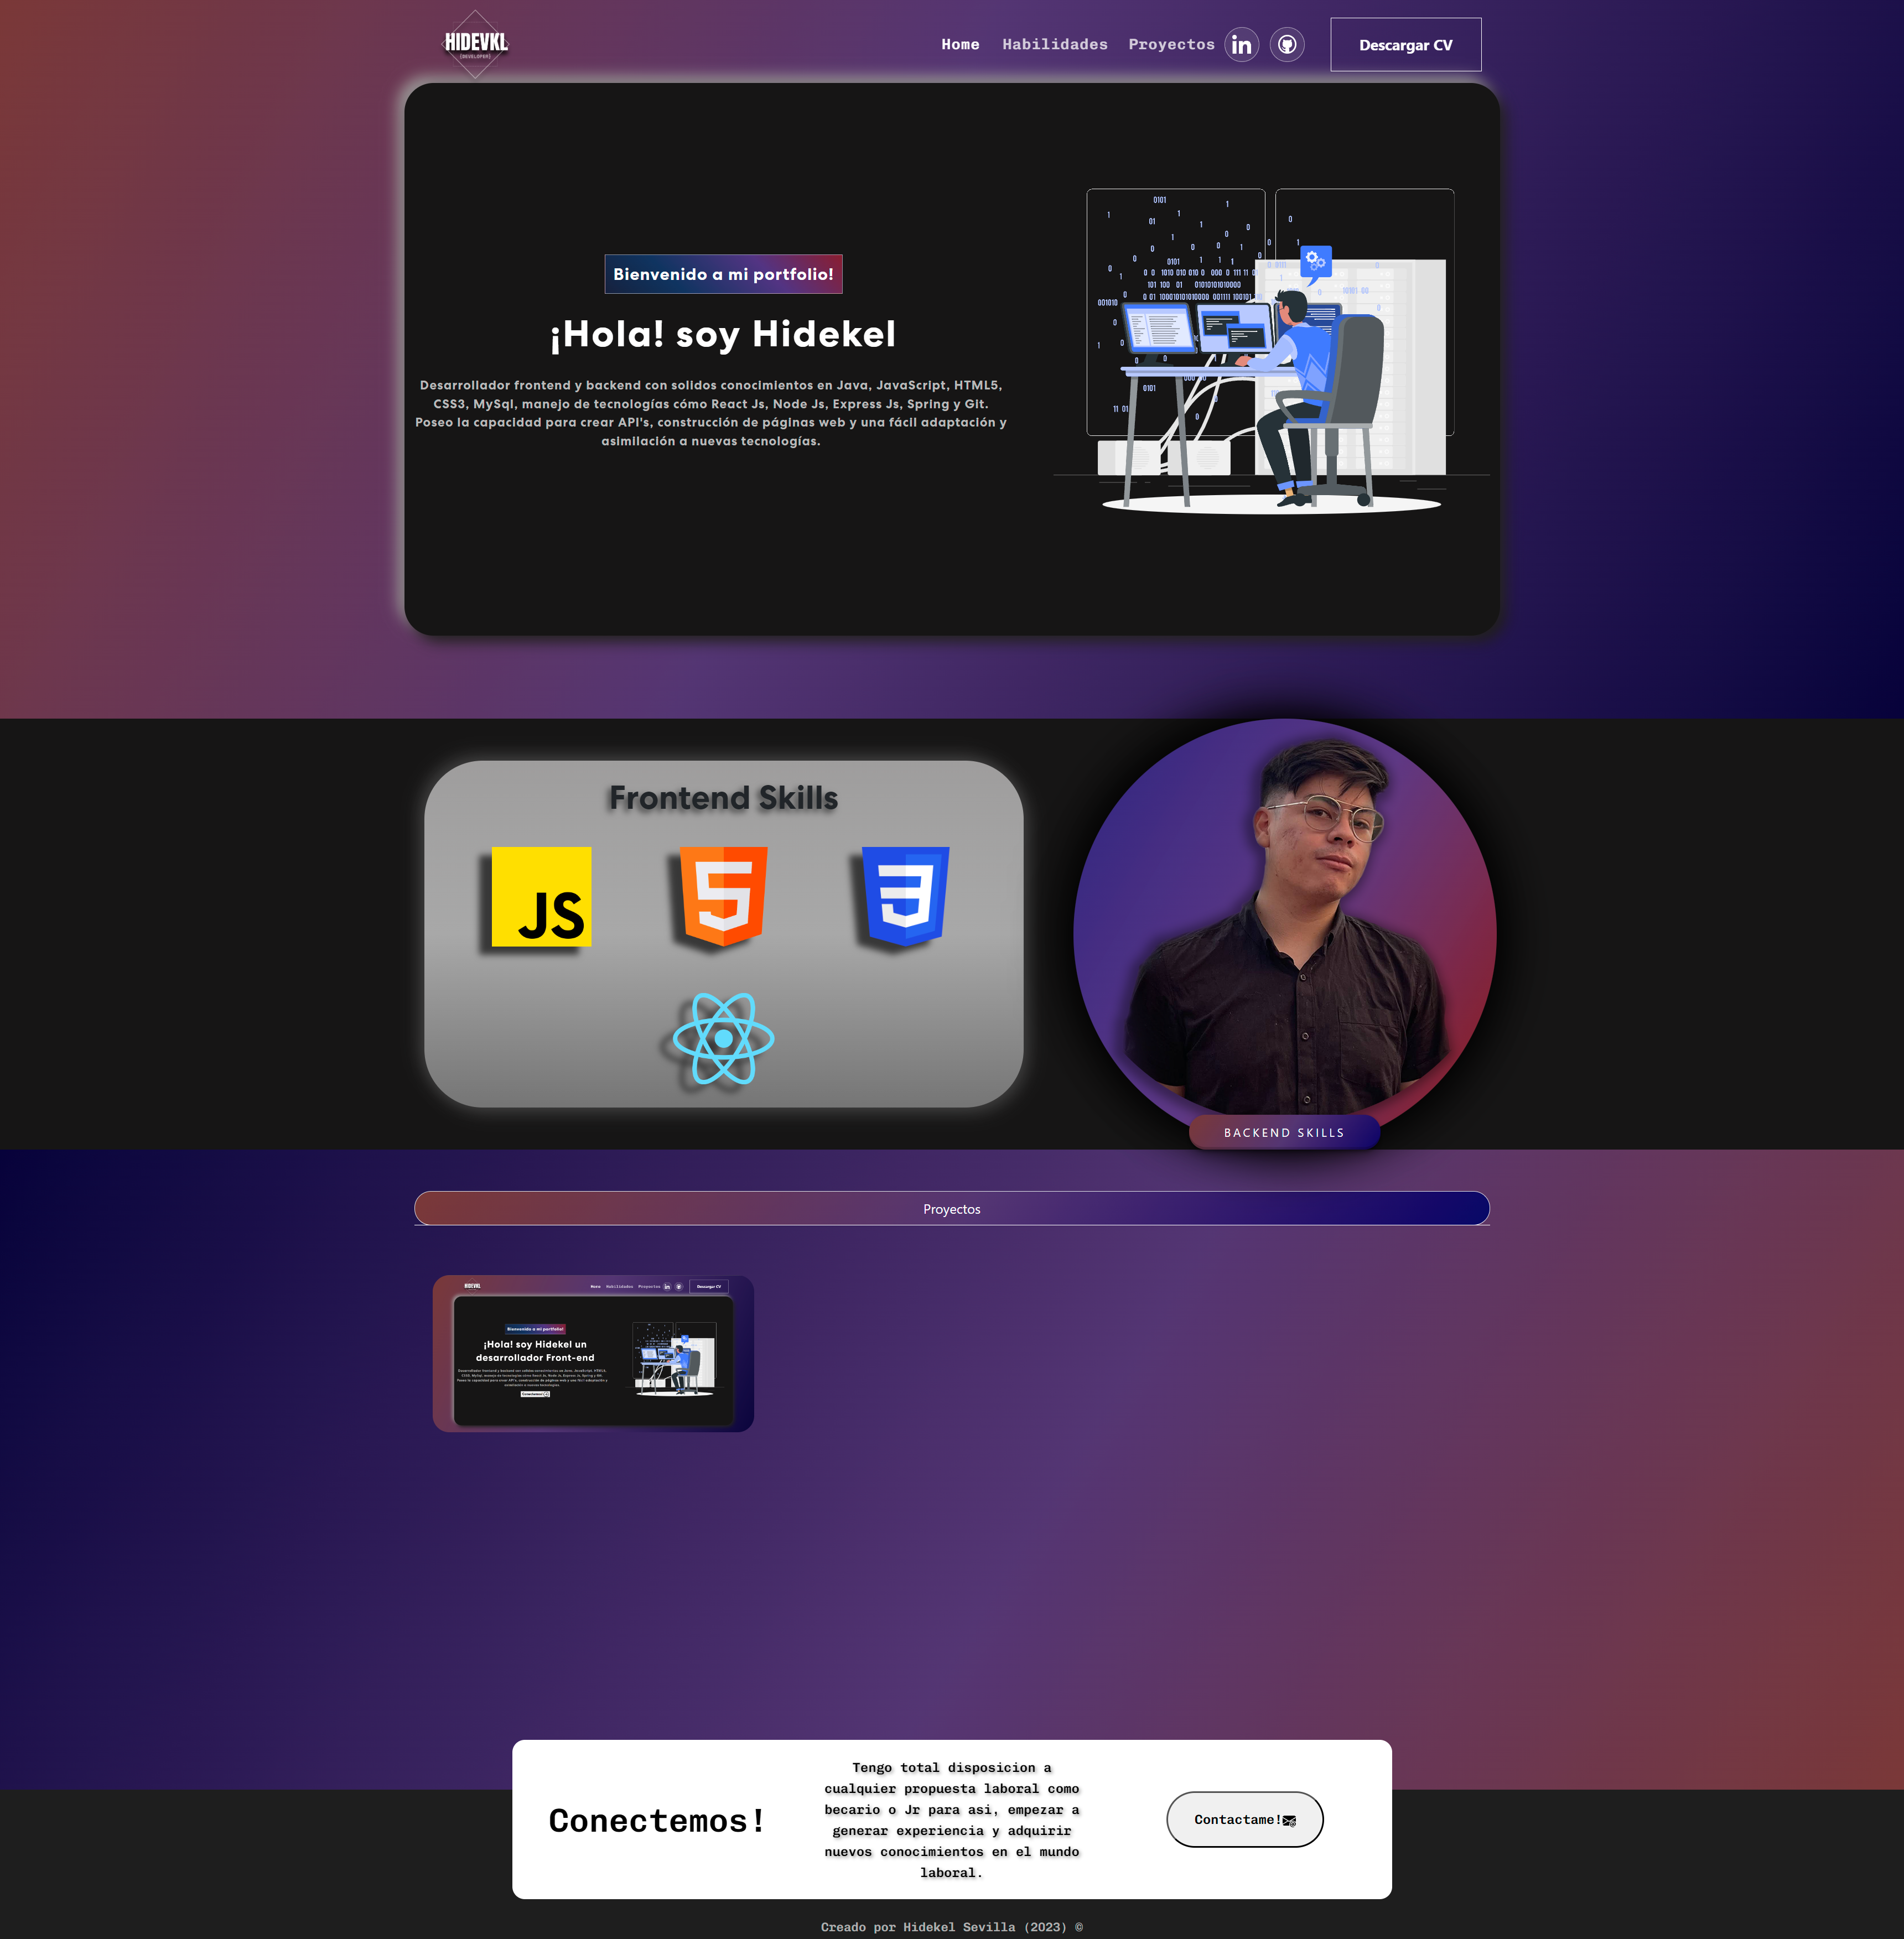 HIDEVKL
{DEVELOPER}
Home
Habilidades
Proyectos
in
Descargar CV
Bienvenido a mi portfolio!
¡Hola! soy Hidekel
Desarrollador frontend y backend con solidos conocimientos en Java, JavaScript, HTML5,
CSS3, MySql, manejo de tecnologías cómo React Js, Node Js, Express Js, Spring y Git.
Poseo la capacidad para crear API's, construcción de páginas web y una fácil adaptación y
asimilación a nuevas tecnologías.
Frontend Skills
JS
5
3
BACKEND SKILLS
Proyectos
HIDEVKL
Home Habilidades Proyectos in Descargar CV
Bienvenido a mi portfolio!
¡Hola! soy Hidekel un
desarrollador Front-end
Conectemos!
Tengo total disposicion a
cualquier propuesta laboral como
becario o Jr para asi, empezar a
generar experiencia y adquirir
nuevos conocimientos en el mundo
laboral.
Contactame!
Creado por Hidekel Sevilla (2023) ©